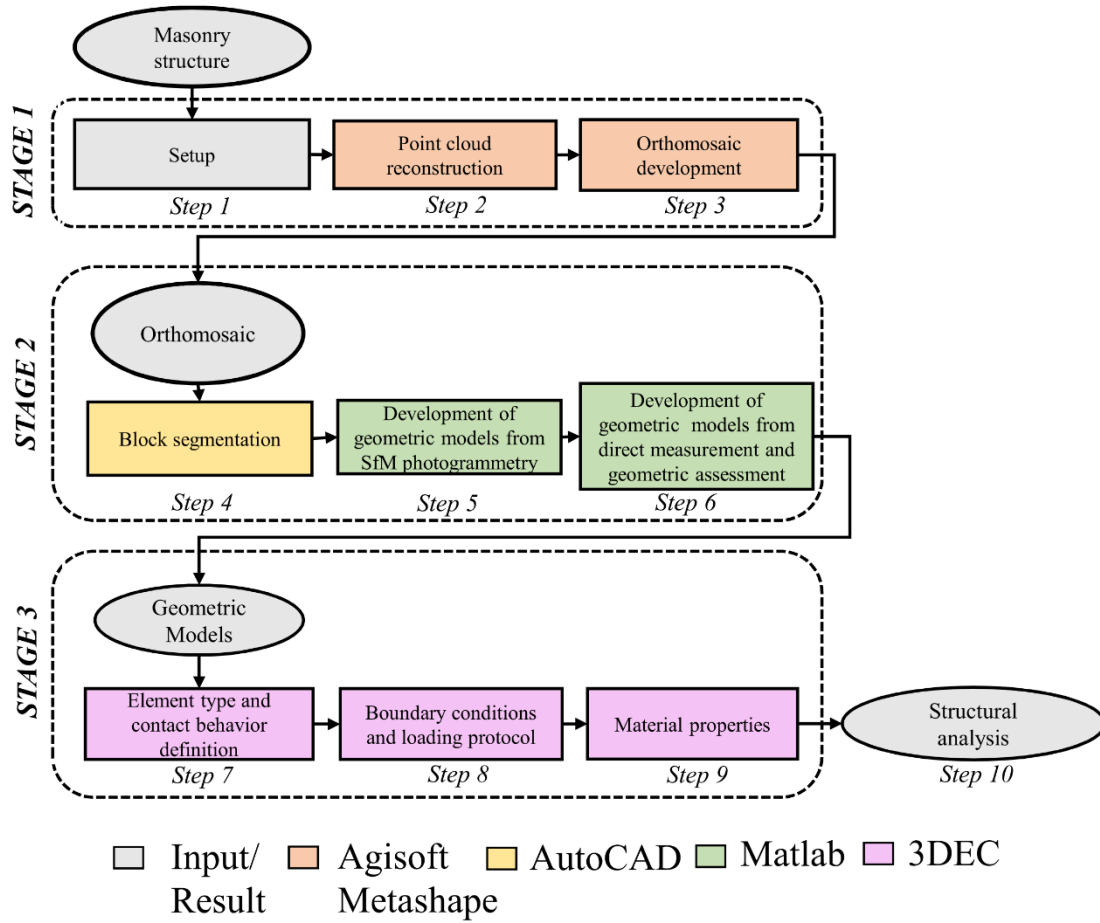 Masonry
structure
STAGE 1
Setup
Point cloud
reconstruction
Orthomosaic
development
Step 1
Step 2
Step 3
STAGE 2
Orthomosaic
Block segmentation
Development of
geometric models from
SfM photogrammetry
Development of
geometric models from
direct measurement and
geometric assessment
Step 4
Step 5
Step 6
STAGE 3
Geometric
Models
Element type and
contact behavior
definition
Boundary conditions
and loading protocol
Material properties
Structural
analysis
Step 7
Step 8
Step 9
Step 10
Input/
Result
Agisoft
Metashape
AutoCAD
Matlab
3DEC